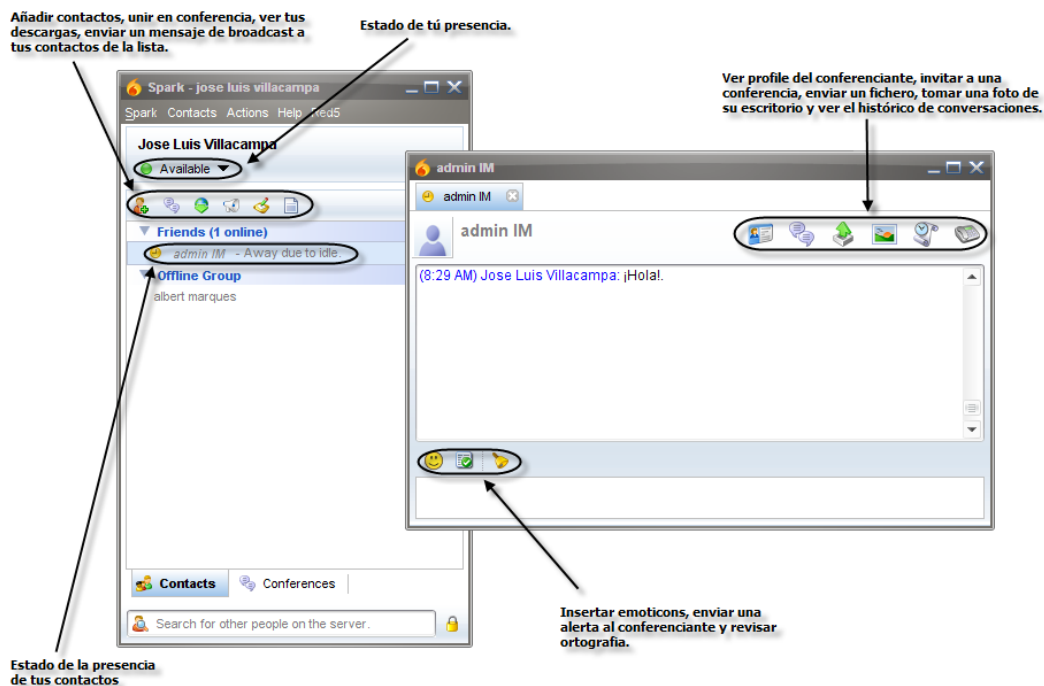 Añadir contactos, unir en conferencia, ver tus
descargas, enviar un mensaje de broadcast a
tus contactos de la lista.
Estado de tú presencia.
Ver profile del conferenciante, invitar a una
conferencia, enviar un fichero, tomar una foto de
su escritorio y ver el histórico de conversaciones.
Spark - jose luis villacampa
Spark Contacts Actions Help Red5
Jose Luis Villacampa
Available
Friends (1 online)
admin IM - Away due to idle.
Offline Group
albert marques
Contacts
Conferences
Search for other people on the server.
admin IM
admin IM
admin IM
(8:29 AM) Jose Luis Villacampa: ¡Hola!.
Insertar emoticons, enviar una
alerta al conferenciante y revisar
ortografia.
Estado de la presencia
de tus contactos